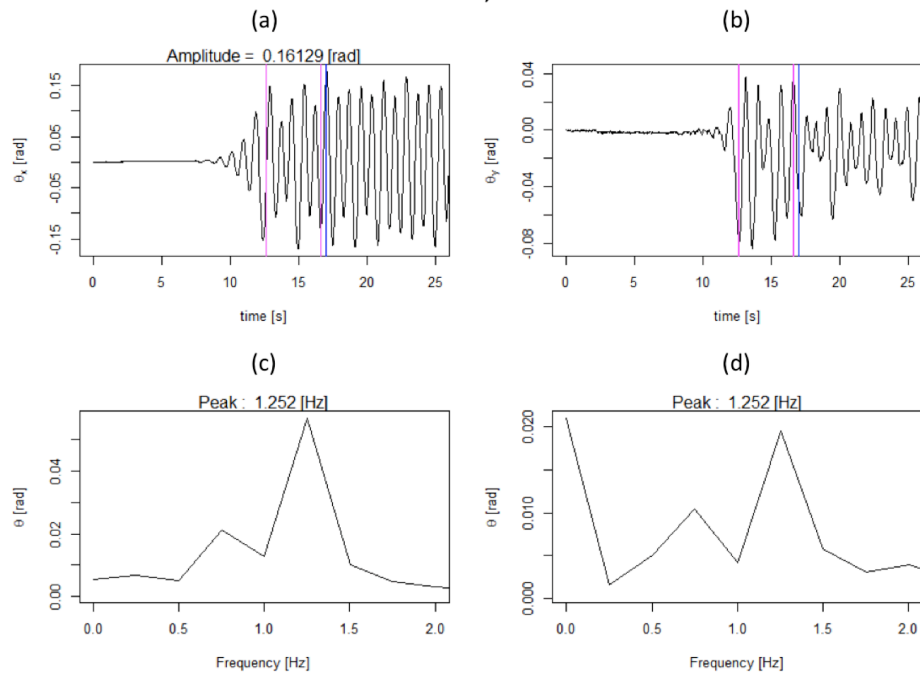 (a)
Amplitude = 0.16129 [rad]
0.15
0.05
-0.05
-0.15
θx [rad]
0 5 10 15 20 25
time [s]
(b)
0.04
0.00
-0.04
-0.08
θy [rad]
0 5 10 15 20 25
time [s]
(c)
Peak : 1.252 [Hz]
0.04
0.02
0.00
θ [rad]
0.0 0.5 1.0 1.5 2.0
Frequency [Hz]
(d)
Peak : 1.252 [Hz]
0.020
0.010
0.000
θ [rad]
0.0 0.5 1.0 1.5 2.0
Frequency [Hz]